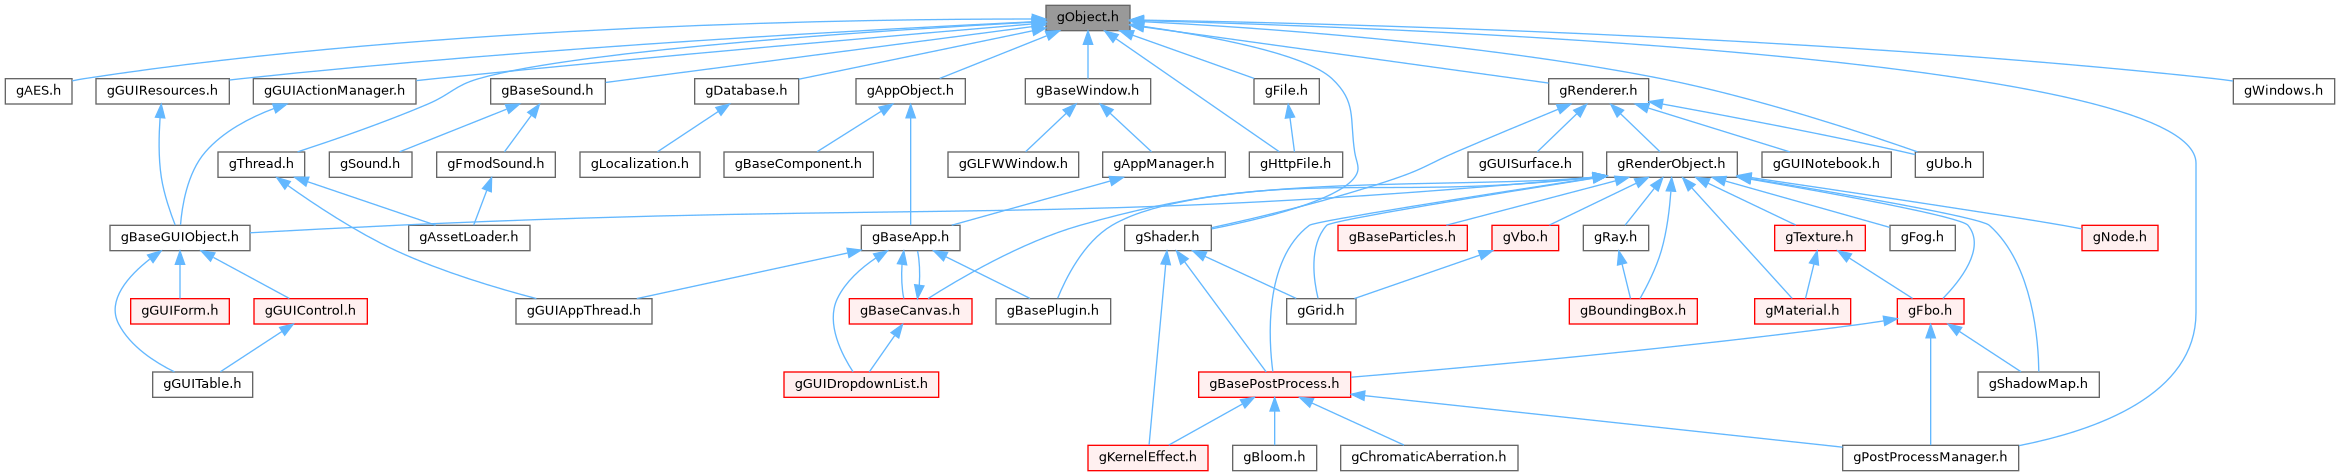 gObject.h
gAES.h
gGUIResources.h
gGUIActionManager.h
gBaseSound.h
gDatabase.h
gAppObject.h
gBaseWindow.h
gFile.h
gRenderer.h
gWindows.h
gThread.h
gSound.h
gFmodSound.h
gLocalization.h
gBaseComponent.h
gGLFWWindow.h
gAppManager.h
gHttpFile.h
gGUISurface.h
gRenderObject.h
gGUINotebook.h
gUbo.h
gBaseGUIObject.h
gAssetLoader.h
gBaseApp.h
gShader.h
gBaseParticles.h
gVbo.h
gRay.h
gTexture.h
gFog.h
gNode.h
gGUIForm.h
gGUIControl.h
gGUIAppThread.h
gBaseCanvas.h
gBasePlugin.h
gGrid.h
gBoundingBox.h
gMaterial.h
gFbo.h
gGUITable.h
gGUIDropdownList.h
gBasePostProcess.h
gShadowMap.h
gKernelEffect.h
gBloom.h
gChromaticAberration.h
gPostProcessManager.h